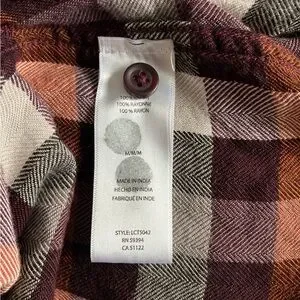 100% RAYON
100% RAYONNE
100% RAYON
M/M/M
MADE IN INDIA
HECHO EN INDIA
FABRIQUÉ EN INDE
STYLE: LCT5042
RN 59394
CA 51122